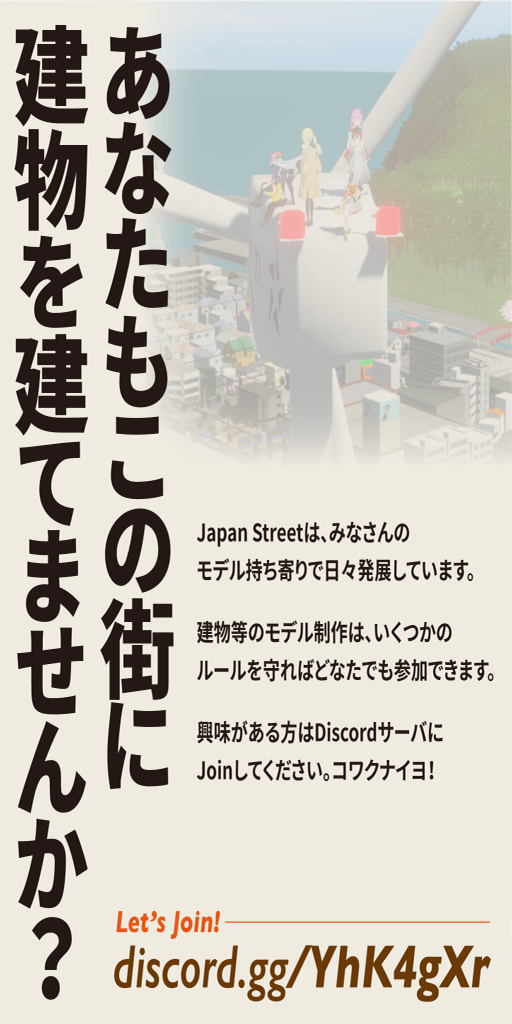 あなたもこの街に
建物を建てませんか？
Japan Streetは、みなさんの
モデル持ち寄りで日々発展しています。
建物等のモデル制作は、いくつかの
ルールを守ればどなたでも参加できます。
興味がある方はDiscordサーバに
Joinしてください。コワクナイヨ！
Let's Join!
discord.gg/YhK4gXr